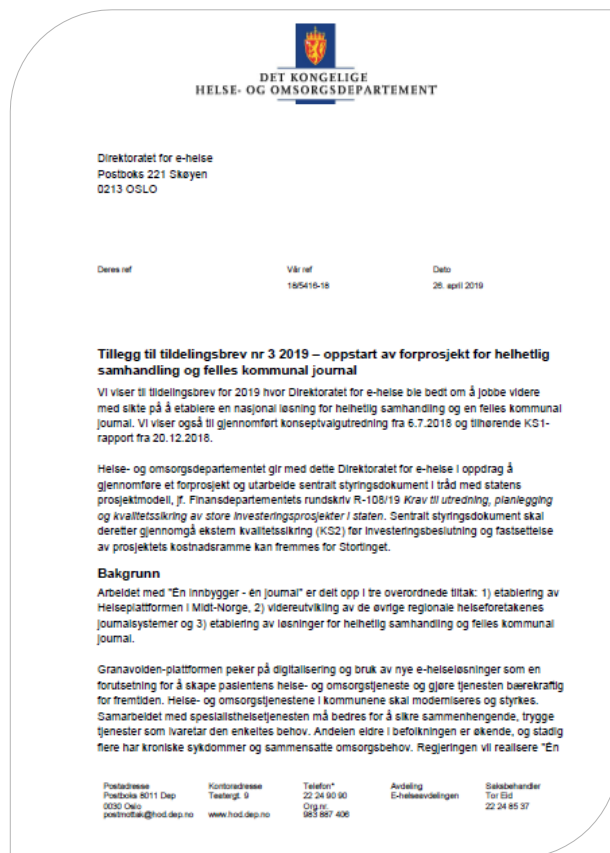 DET KONGELIGE
HELSE- OG OMSORGSDEPARTEMENT
Direktoratet for e-helse
Postboks 221 Skøyen
0213 OSLO
Deres ref
Vår ref
Dato
18/5416-18
26. april 2019
Tillegg til tildelingsbrev nr 3 2019 – oppstart av forprosjekt for helhetlig
samhandling og felles kommunal journal
Vi viser til tildelingsbrev for 2019 hvor Direktoratet for e-helse ble bedt om å jobbe videre
med sikte på å etablere en nasjonal løsning for helhetlig samhandling og en felles kommunal
journal. Vi viser også til gjennomført konseptvalgutredning fra 6.7.2018 og tilhørende KS1-
rapport fra 20.12.2018.
Helse- og omsorgsdepartementet gir med dette Direktoratet for e-helse i oppdrag å
gjennomføre et forprosjekt og utarbeide sentralt styringsdokument i tråd med statens
prosjektmodell, jf. Finansdepartementets rundskriv R-108/19 Krav til utredning, planlegging
og kvalitetssikring av store investeringsprosjekter i staten. Sentralt styringsdokument skal
deretter gjennomgå ekstern kvalitetssikring (KS2) før investeringsbeslutning og fastsettelse
av prosjektets kostnadsramme kan fremmes for Stortinget.
Bakgrunn
Arbeidet med "Én innbygger - én journal" er delt opp i tre overordnede tiltak: 1) etablering av
Helseplattformen i Midt-Norge, 2) videreutvikling av de øvrige regionale helseforetakenes
journalsystemer og 3) etablering av løsninger for helhetlig samhandling og felles kommunal
journal.
Granavolden-plattformen peker på digitalisering og bruk av nye e-helseløsninger som en
forutsetning for å skape pasientens helse- og omsorgstjeneste og gjøre tjenesten bærekraftig
for fremtiden. Helse- og omsorgstjenestene i kommunene skal moderniseres og styrkes.
Samarbeidet med spesialisthelsetjenesten må bedres for å sikre sammenhengende, trygge
tjenester som ivaretar den enkeltes behov. Andelen eldre i befolkningen er økende, og stadig
flere har kroniske sykdommer og sammensatte omsorgsbehov. Regjeringen vil realisere "Én
Postadresse
Postboks 8011 Dep
0030 Oslo
postmottak@hod.dep.no
Kontoradresse
Teatergt. 9
www.hod.dep.no
Telefon*
22 24 90 90
Org.nr.
983 887 406
Avdeling
E-helseavdelingen
Saksbehandler
Tor Eid
22 24 85 37